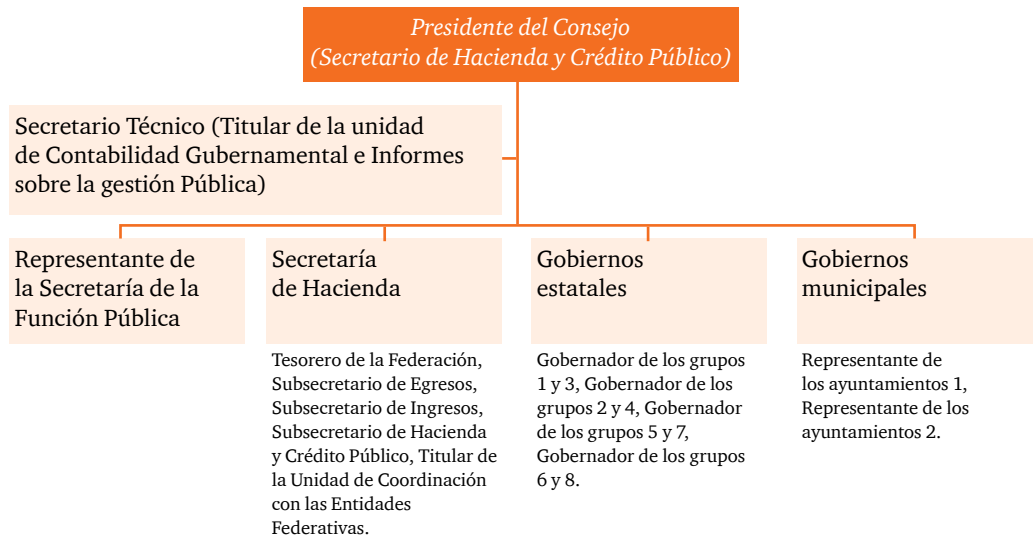 Presidente del Consejo
(Secretario de Hacienda y Crédito Público)
Secretario Técnico (Titular de la unidad
de Contabilidad Gubernamental e Informes
sobre la gestión Pública)
Representante de
la Secretaría de la
Función Pública
Secretaría
de Hacienda
Tesorero de la Federación,
Subsecretario de Egresos,
Subsecretario de Ingresos,
Subsecretario de Hacienda
y Crédito Público, Titular de
la Unidad de Coordinación
con las Entidades
Federativas.
Gobiernos
estatales
Gobernador de los grupos
1 y 3, Gobernador de los
grupos 2 y 4, Gobernador
de los grupos 5 y 7,
Gobernador de los grupos
6 y 8.
Gobiernos
municipales
Representante de
los ayuntamientos 1,
Representante de los
ayuntamientos 2.